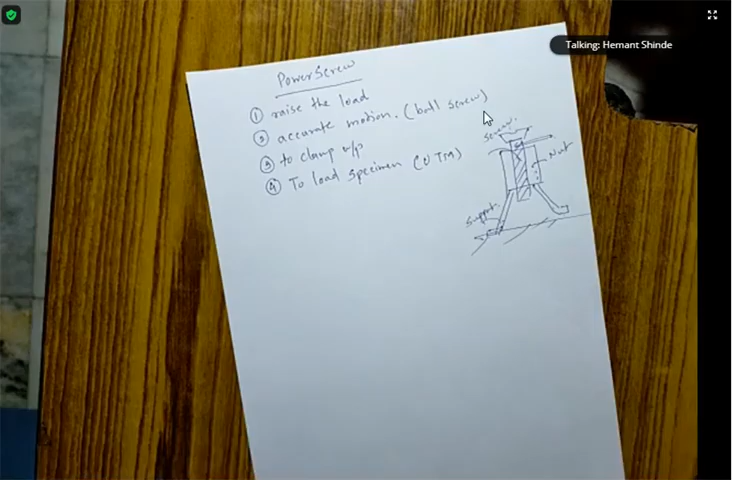 Talking: Hemant Shinde
Power Screw
① raise the load
② accurate motion. (ball screw)
③ to clamp w/p
④ To load specimen (UTM)
Screw.
Nut
Support